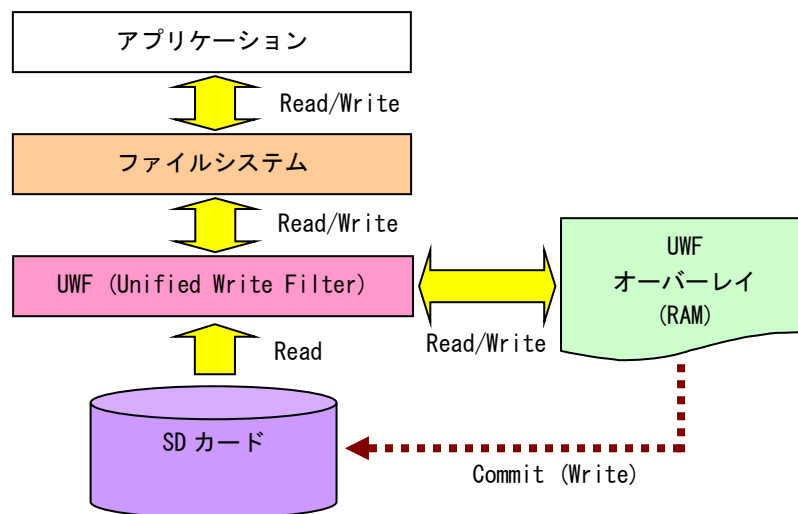 アプリケーション
Read/Write
ファイルシステム
Read/Write
UWF (Unified Write Filter)
UWF
オーバーレイ
(RAM)
Read/Write
Read
SD カード
Commit (Write)